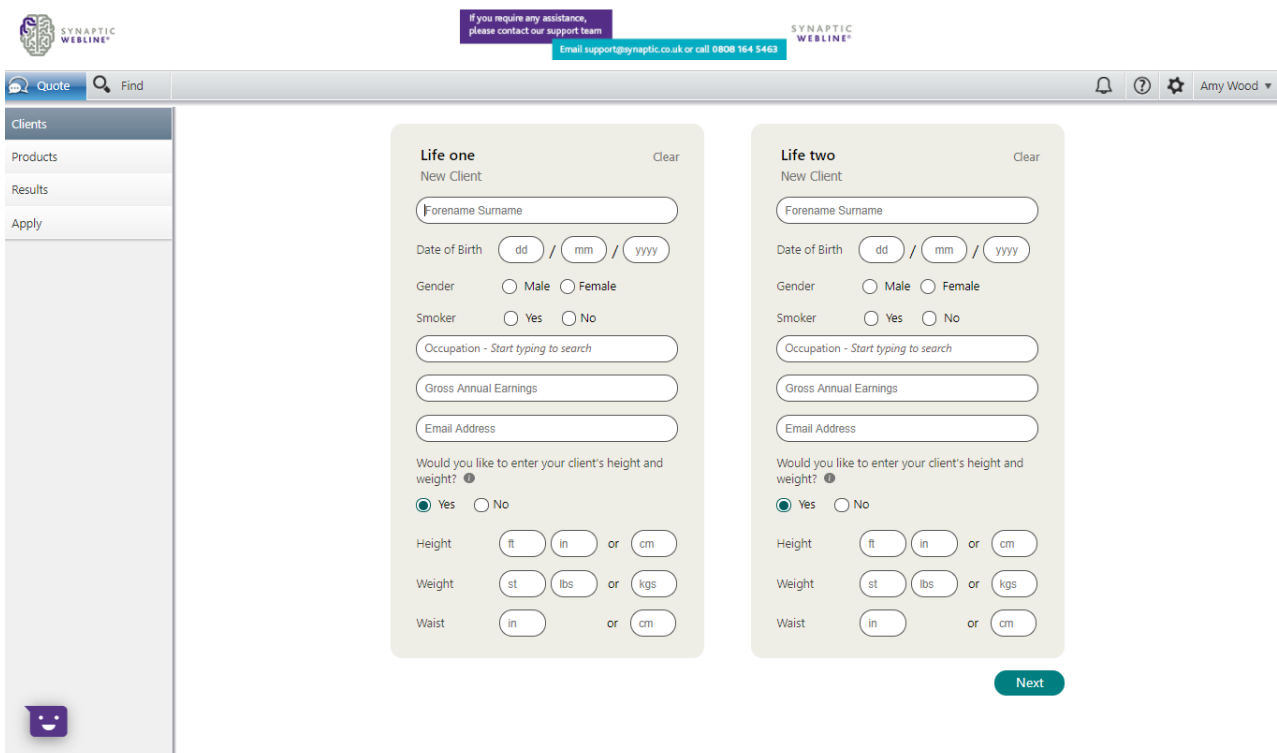 SYNAPTIC
WEBLINE®
If you require any assistance,
please contact our support team
Email support@synaptic.co.uk or call 0808 164 5463
SYNAPTIC
WEBLINE®
Quote
Find
Amy Wood
Clients
Products
Results
Apply
Life one
Clear
New Client
Forename Surname
Date of Birth dd / mm / yyyy
Gender Male Female
Smoker Yes No
Occupation - Start typing to search
Gross Annual Earnings
Email Address
Would you like to enter your client's height and
weight?
Yes No
Height ft in or cm
Weight st lbs or kgs
Waist in or cm
Life two
Clear
New Client
Forename Surname
Date of Birth dd / mm / yyyy
Gender Male Female
Smoker Yes No
Occupation - Start typing to search
Gross Annual Earnings
Email Address
Would you like to enter your client's height and
weight?
Yes No
Height ft in or cm
Weight st lbs or kgs
Waist in or cm
Next